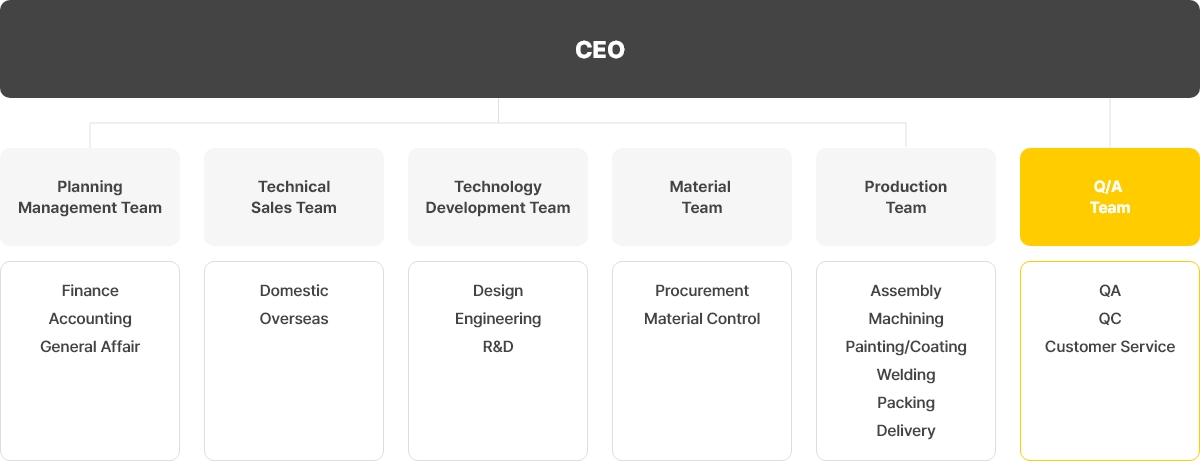 CEO
Planning
Management Team
Technical
Sales Team
Technology
Development Team
Material
Team
Production
Team
Q/A
Team
Finance
Accounting
General Affair
Domestic
Overseas
Design
Engineering
R&D
Procurement
Material Control
Assembly
Machining
Painting/Coating
Welding
Packing
Delivery
QA
QC
Customer Service